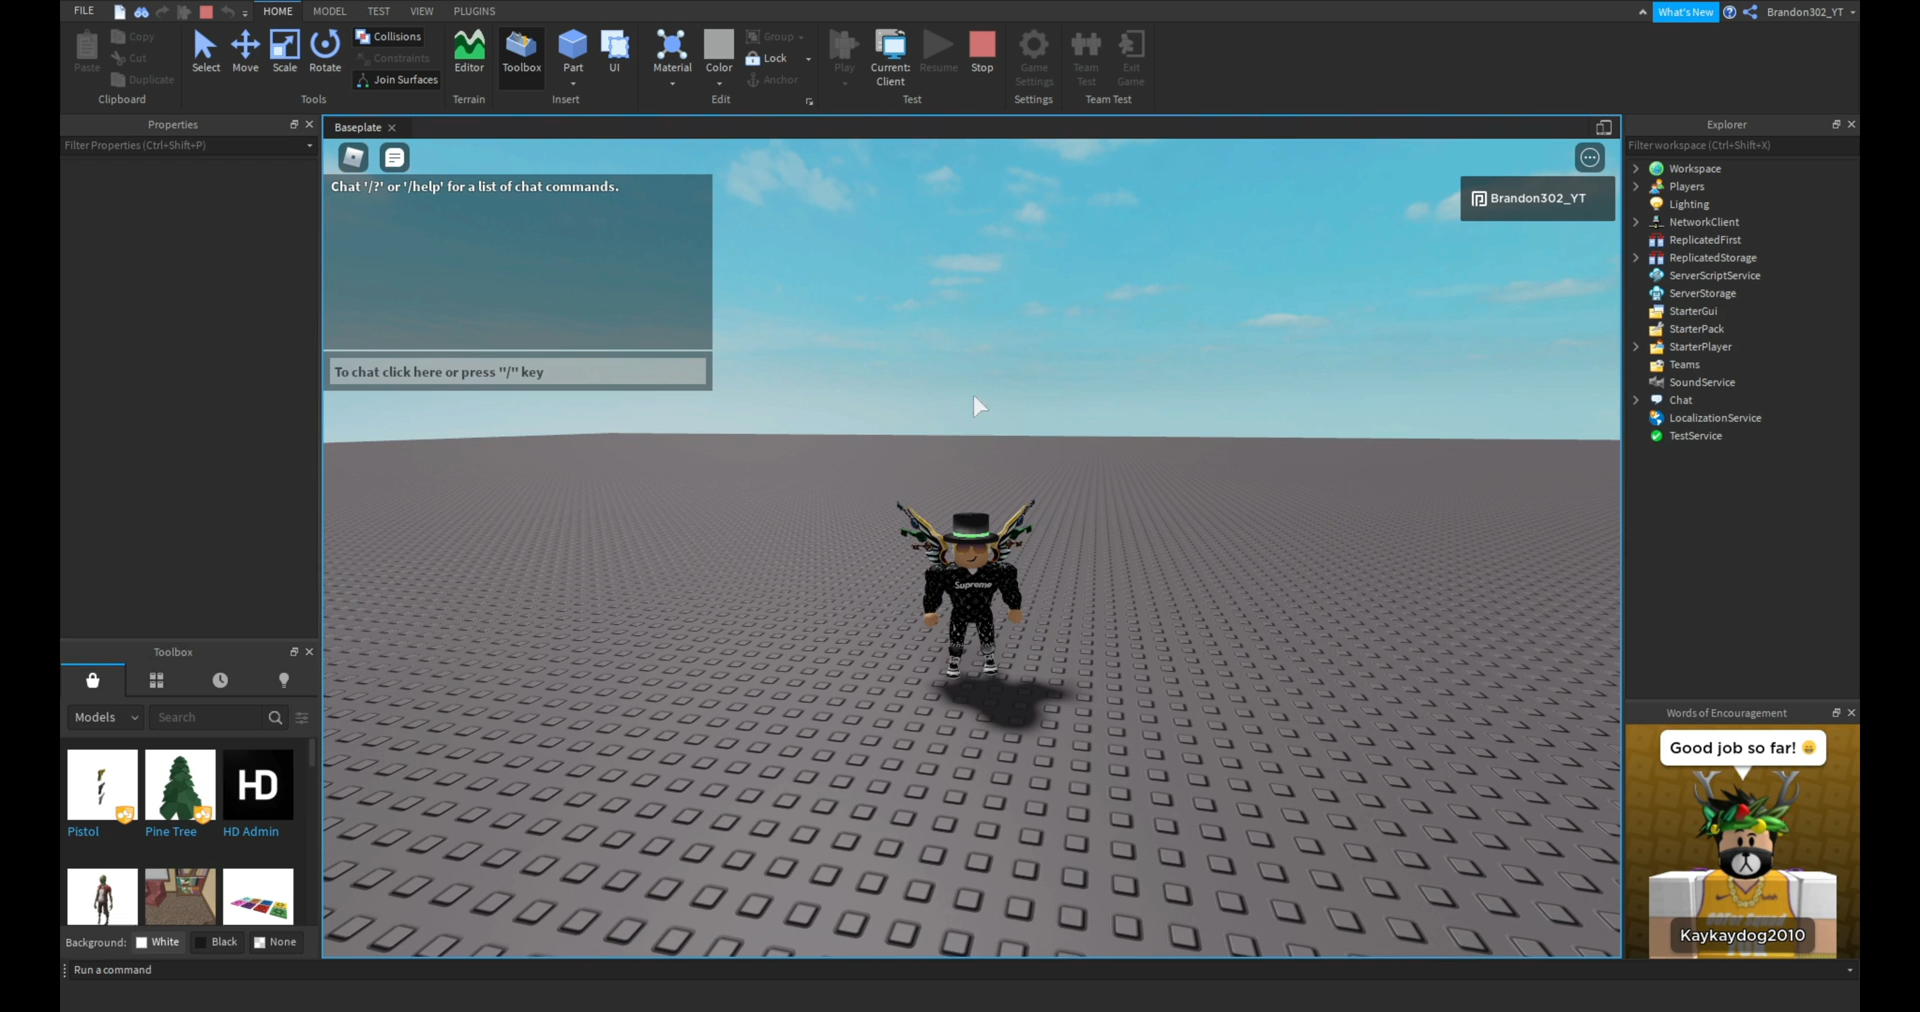 FILE
HOME
MODEL
TEST
VIEW
PLUGINS
What's New
Brandon302_YT
Paste
Copy
Cut
Duplicate
Clipboard
Select
Move
Scale
Rotate
Collisions
Constraints
Join Surfaces
Tools
Editor
Terrain
Toolbox
Part
UI
Insert
Material
Color
Group
Lock
Anchor
Edit
Play
Current:
Client
Resume
Stop
Test
Game
Settings
Settings
Team
Test
Exit
Game
Team Test
Properties
Filter Properties (Ctrl+Shift+P)
Baseplate
Chat '/?' or '/help' for a list of chat commands.
To chat click here or press "/" key
Brandon302_YT
Supreme
Explorer
Filter workspace (Ctrl+Shift+X)
Workspace
Players
Lighting
NetworkClient
ReplicatedFirst
ReplicatedStorage
ServerScriptService
ServerStorage
StarterGui
StarterPack
StarterPlayer
Teams
SoundService
Chat
LocalizationService
TestService
Toolbox
Models
Search
HD
Pistol
Pine Tree
HD Admin
Background:
White
Black
None
Run a command
Words of Encouragement
Good job so far! 😄
Kaykaydog2010